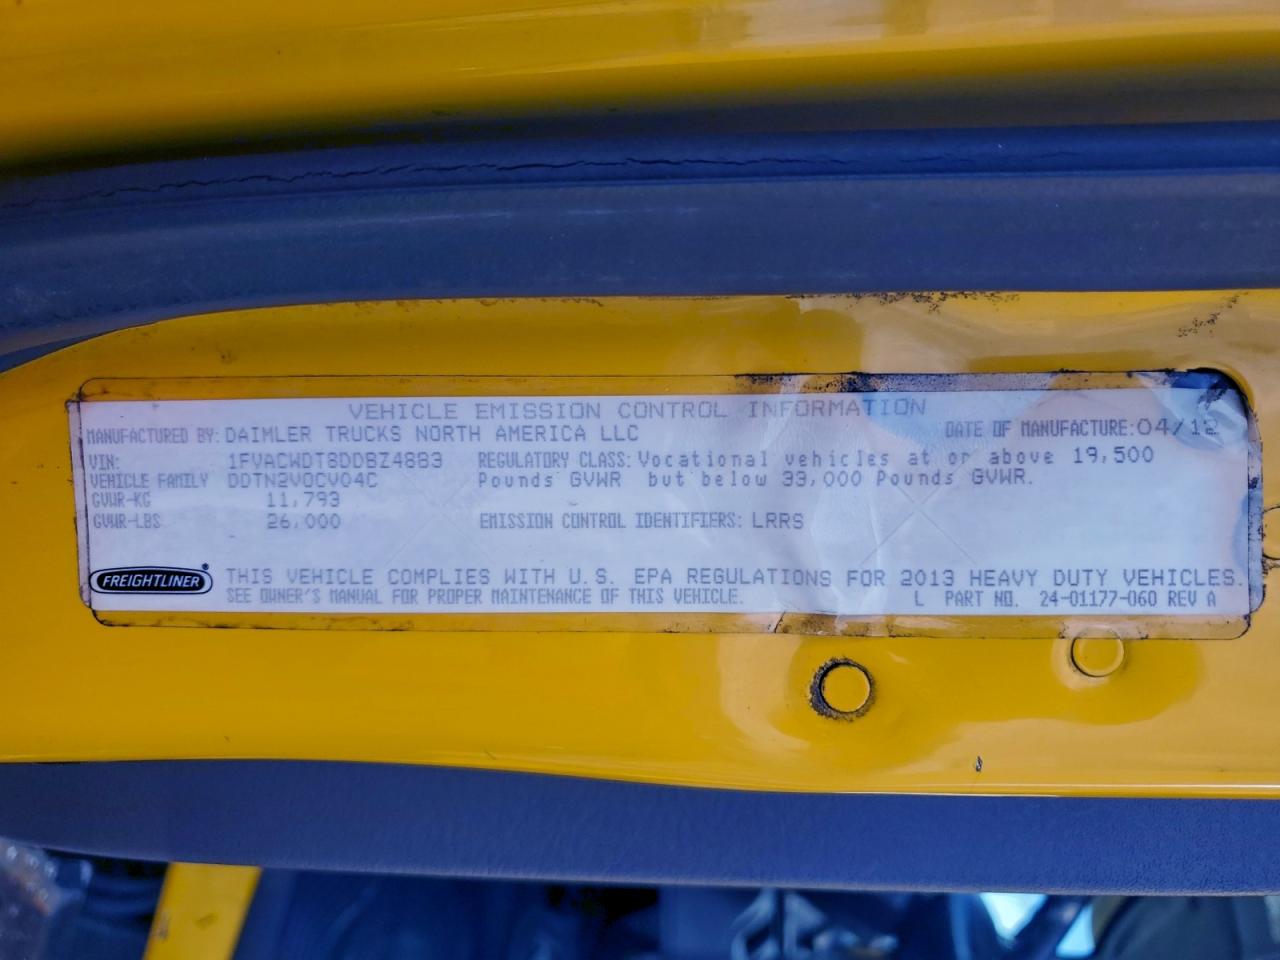 VEHICLE EMISSION CONTROL INFORMATION
MANUFACTURED BY: DAIMLER TRUCKS NORTH AMERICA LLC DATE OF MANUFACTURE: 04/12
VIN: 1FVACWDT8DDBZ4883 REGULATORY CLASS: Vocational vehicles at or above 19,500
VEHICLE FAMILY DDTN2VOCV04C Pounds GVWR but below 33,000 Pounds GVWR.
GVWR-KG 11,793
GVWR-LBS 26,000 EMISSION CONTROL IDENTIFIERS: LRRS
FREIGHTLINER® THIS VEHICLE COMPLIES WITH U.S. EPA REGULATIONS FOR 2013 HEAVY DUTY VEHICLES.
SEE OWNER'S MANUAL FOR PROPER MAINTENANCE OF THIS VEHICLE. L PART NO. 24-01177-060 REV A